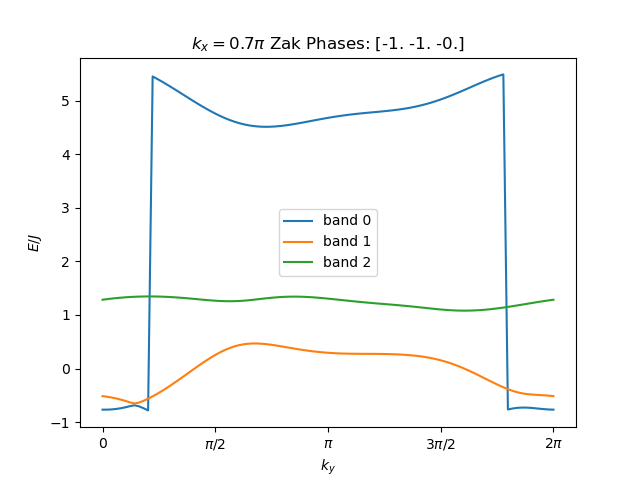 $k_x = 0.7\pi$ Zak Phases: [-1. -1. -0.]
E/J
5
4
3
2
1
0
−1
band 0
band 1
band 2
0
π/2
π
3π/2
2π
$k_y$